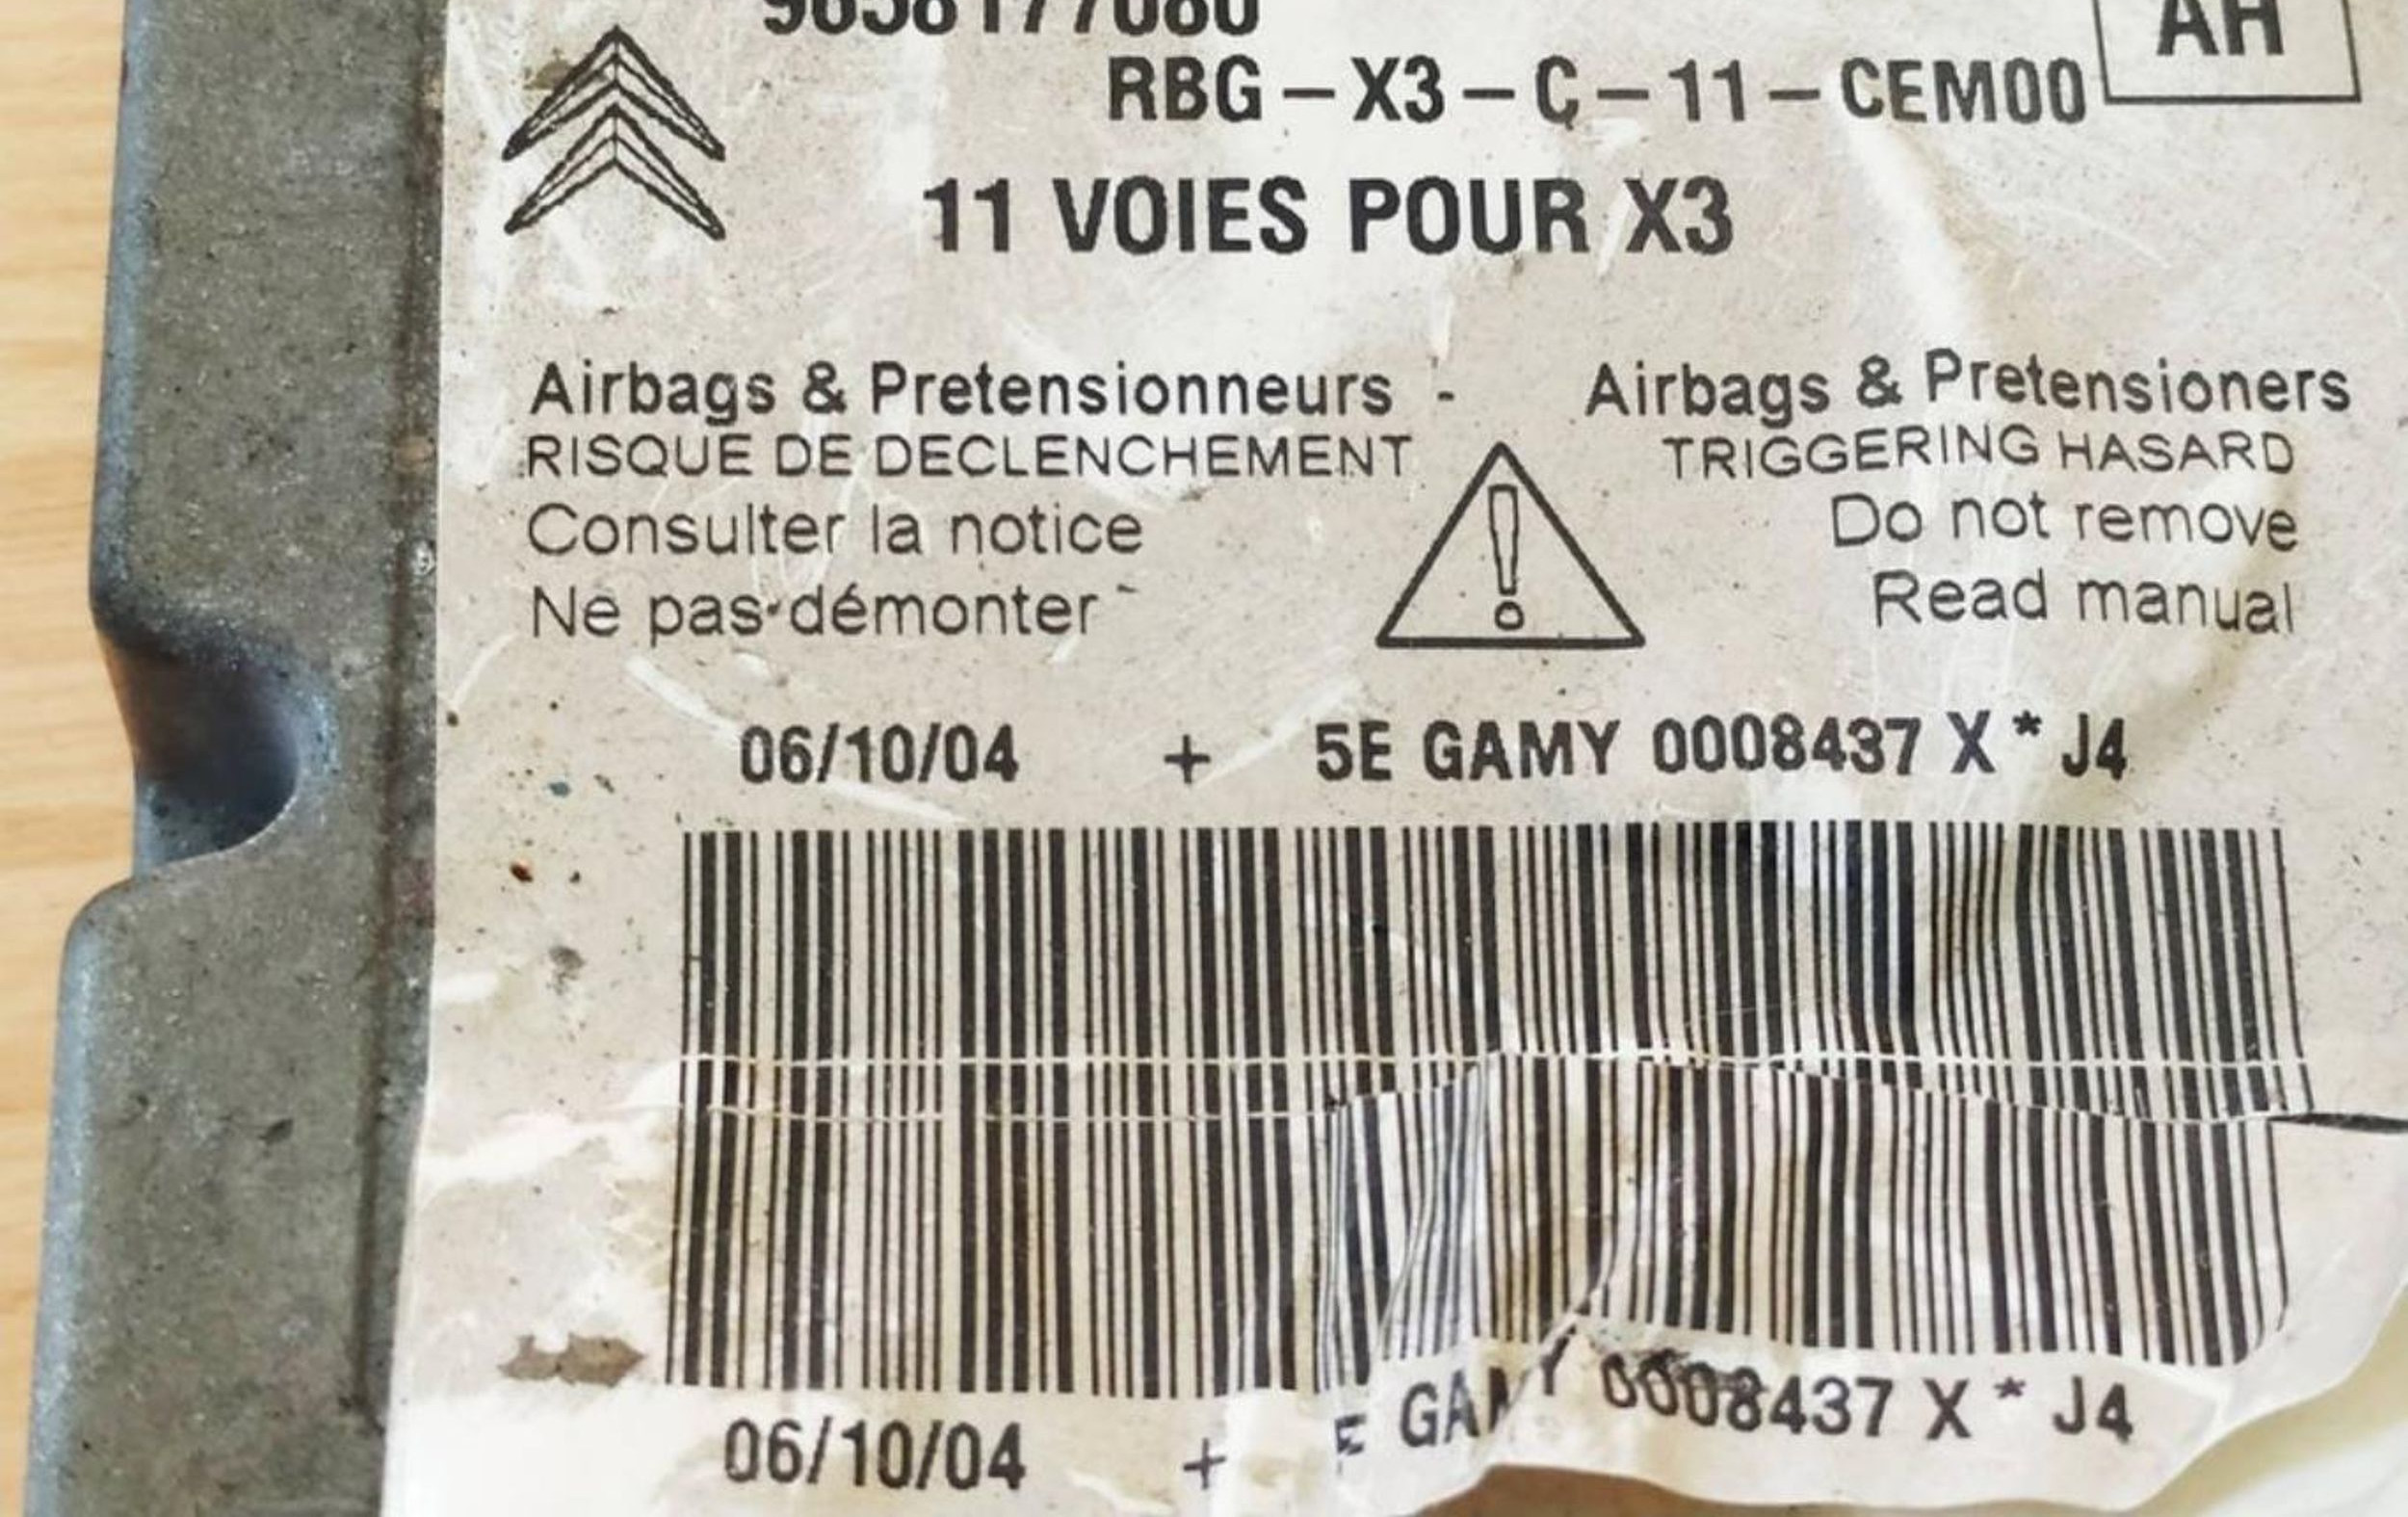 9658177080
AH
RBG-X3-C-11-CEM00
11 VOIES POUR X3
Airbags & Pretensionneurs - Airbags & Pretensioners
RISQUE DE DECLENCHEMENT TRIGGERING HASARD
Consulter la notice Do not remove
Ne pas démonter Read manual
06/10/04 + 5E GAMY 0008437 X * J4
06/10/04 + E GAMY 0008437 X * J4